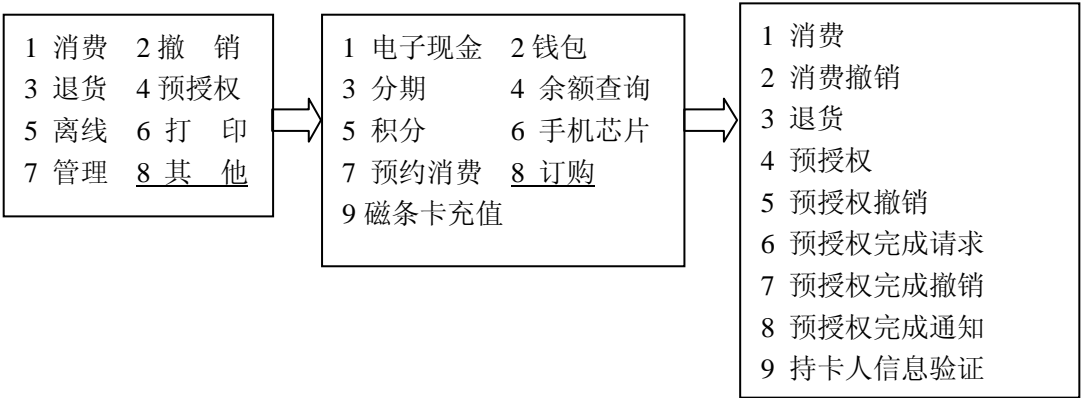 1 消费 2 撤 销
3 退货 4 预授权
5 离线 6 打 印
7 管理 8 其 他
1 电子现金 2 钱包
3 分期 4 余额查询
5 积分 6 手机芯片
7 预约消费 8 订购
9 磁条卡充值
1 消费
2 消费撤销
3 退货
4 预授权
5 预授权撤销
6 预授权完成请求
7 预授权完成撤销
8 预授权完成通知
9 持卡人信息验证